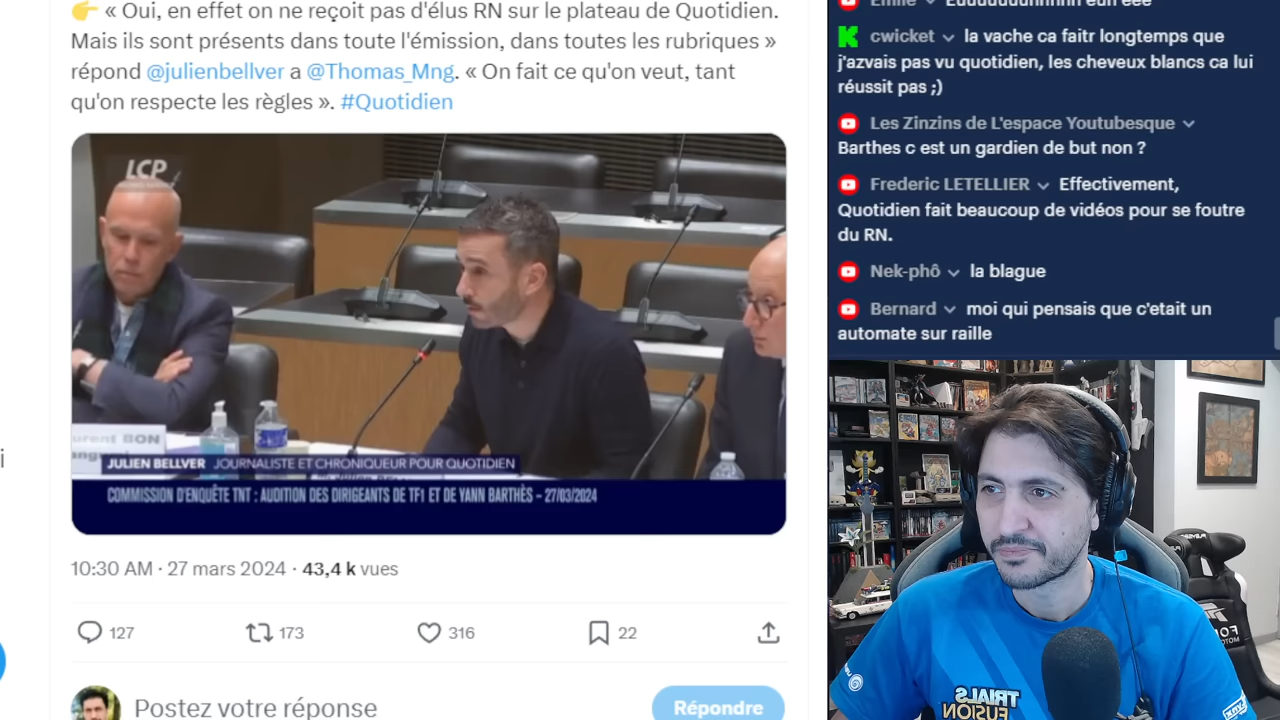 👉 « Oui, en effet on ne reçoit pas d'élus RN sur le plateau de Quotidien.
Mais ils sont présents dans toute l'émission, dans toutes les rubriques »
répond @julienbellver a @Thomas_Mng. « On fait ce qu'on veut, tant
qu'on respecte les règles ». #Quotidien
LCP
JULIEN BELLVER JOURNALISTE ET CHRONIQUEUR POUR QUOTIDIEN
COMMISSION D'ENQUÊTE TNT : AUDITION DES DIRIGEANTS DE TF1 ET DE YANN BARTHÈS – 27/03/2024
10:30 AM · 27 mars 2024 · 43,4 k vues
127 173 316 22
Postez votre réponse
Répondre
cwicket la vache ca faitr longtemps que
j'azvais pas vu quotidien, les cheveux blancs ca lui
réussit pas ;)
Les Zinzins de L'espace Youtubesque
Barthes c est un gardien de but non ?
Frederic LETELLIER Effectivement,
Quotidien fait beaucoup de vidéos pour se foutre
du RN.
Nek-phô la blague
Bernard moi qui pensais que c'etait un
automate sur raille
TRIALS
FUSION